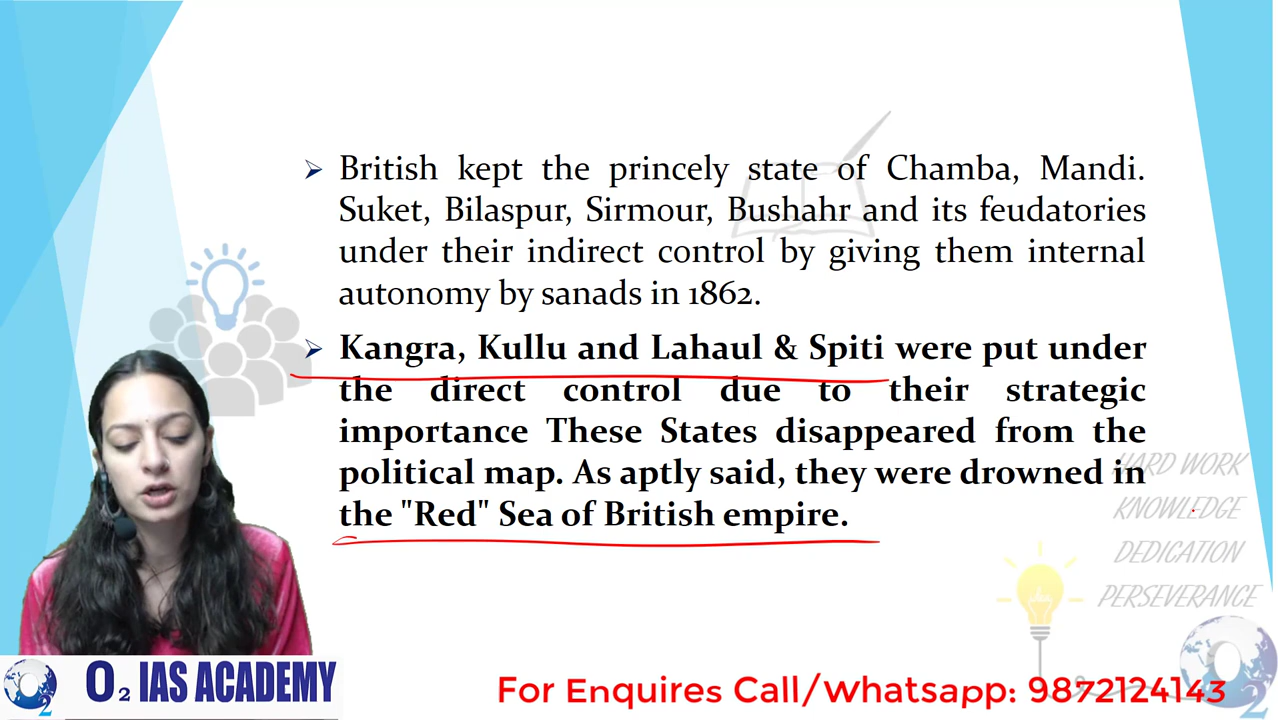 British kept the princely state of Chamba, Mandi.
Suket, Bilaspur, Sirmour, Bushahr and its feudatories
under their indirect control by giving them internal
autonomy by sanads in 1862.
Kangra, Kullu and Lahaul & Spiti were put under
the direct control due to their strategic
importance These States disappeared from the
political map. As aptly said, they were drowned in
the "Red" Sea of British empire.
HARD WORK
KNOWLEDGE
DEDICATION
PERSEVERANCE
idea
O2 IAS ACADEMY
For Enquires Call/Whatsapp: 9872124143
2
2